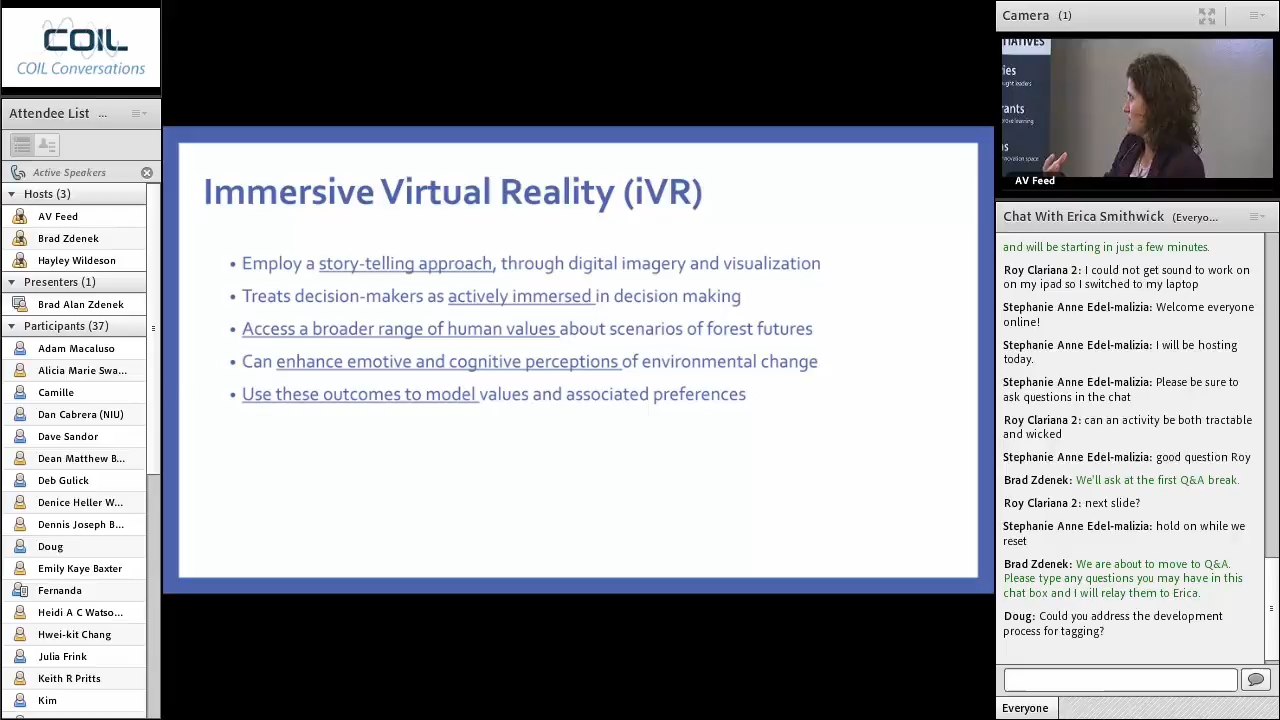 COIL
COIL Conversations
Attendee List ...
Active Speakers
Hosts (3)
AV Feed
Brad Zdenek
Hayley Wildeson
Presenters (1)
Brad Alan Zdenek
Participants (37)
Adam Macaluso
Alicia Marie Swa...
Camille
Dan Cabrera (NIU)
Dave Sandor
Dean Matthew B...
Deb Gulick
Denice Heller W...
Dennis Joseph B...
Doug
Emily Kaye Baxter
Fernanda
Heidi A C Watso...
Hwei-kit Chang
Julia Frink
Keith R Pritts
Kim
Immersive Virtual Reality (iVR)
• Employ a story-telling approach, through digital imagery and visualization
• Treats decision-makers as actively immersed in decision making
• Access a broader range of human values about scenarios of forest futures
• Can enhance emotive and cognitive perceptions of environmental change
• Use these outcomes to model values and associated preferences
Camera (1)
AV Feed
Chat With Erica Smithwick (Everyo...
and will be starting in just a few minutes.
Roy Clariana 2: I could not get sound to work on
on my ipad so I switched to my laptop
Stephanie Anne Edel-malizia: Welcome everyone
online!
Stephanie Anne Edel-malizia: I will be hosting
today.
Stephanie Anne Edel-malizia: Please be sure to
ask questions in the chat
Roy Clariana 2: can an activity be both tractable
and wicked
Stephanie Anne Edel-malizia: good question Roy
Brad Zdenek: We'll ask at the first Q&A break.
Roy Clariana 2: next slide?
Stephanie Anne Edel-malizia: hold on while we
reset
Brad Zdenek: We are about to move to Q&A.
Please type any questions you may have in this
chat box and I will relay them to Erica.
Doug: Could you address the development
process for tagging?
Everyone